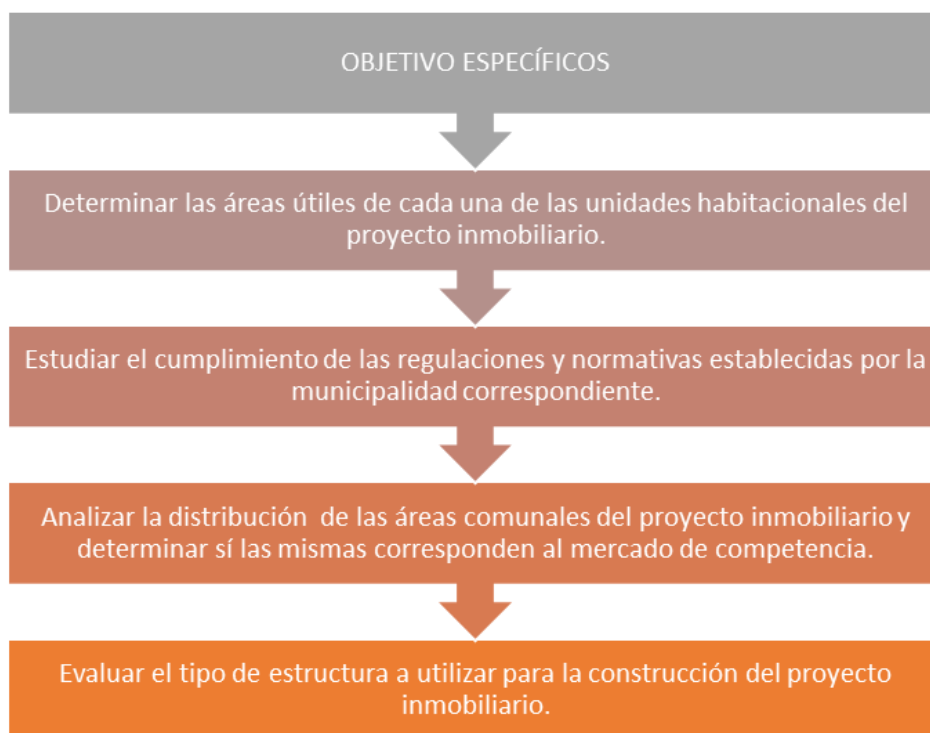 OBJETIVO ESPECÍFICOS
Determinar las áreas útiles de cada una de las unidades habitacionales del
proyecto inmobiliario.
Estudiar el cumplimiento de las regulaciones y normativas establecidas por la
municipalidad correspondiente.
Analizar la distribución de las áreas comunales del proyecto inmobiliario y
determinar sí las mismas corresponden al mercado de competencia.
Evaluar el tipo de estructura a utilizar para la construcción del proyecto
inmobiliario.